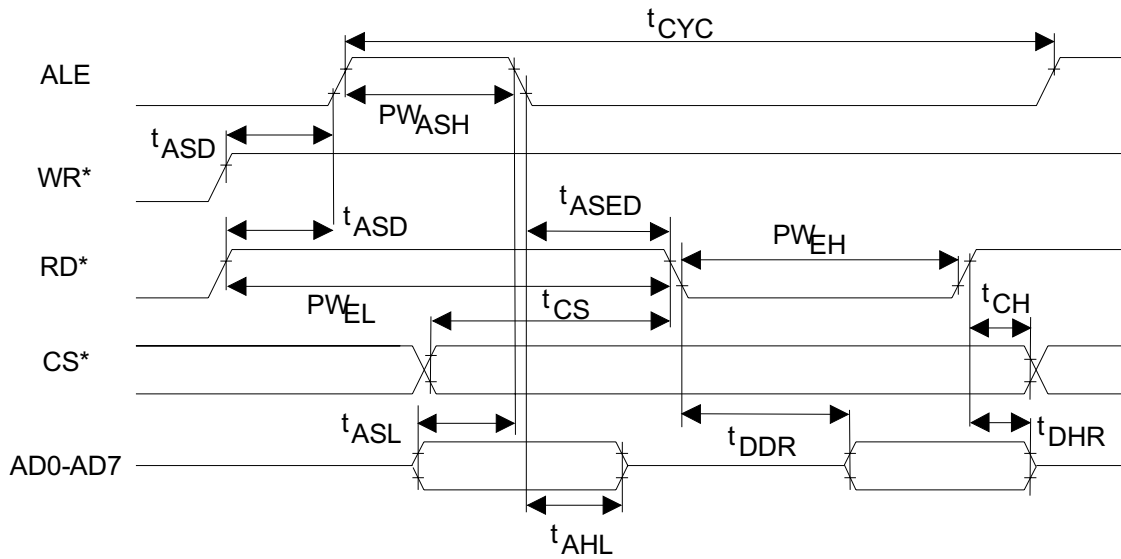 tCYC
ALE
PWASH
tASD
WR*
tASED
tASD
PWEH
RD*
tCS
PWEL
tCH
CS*
tASL
tDDR
tDHR
AD0-AD7
tAHL